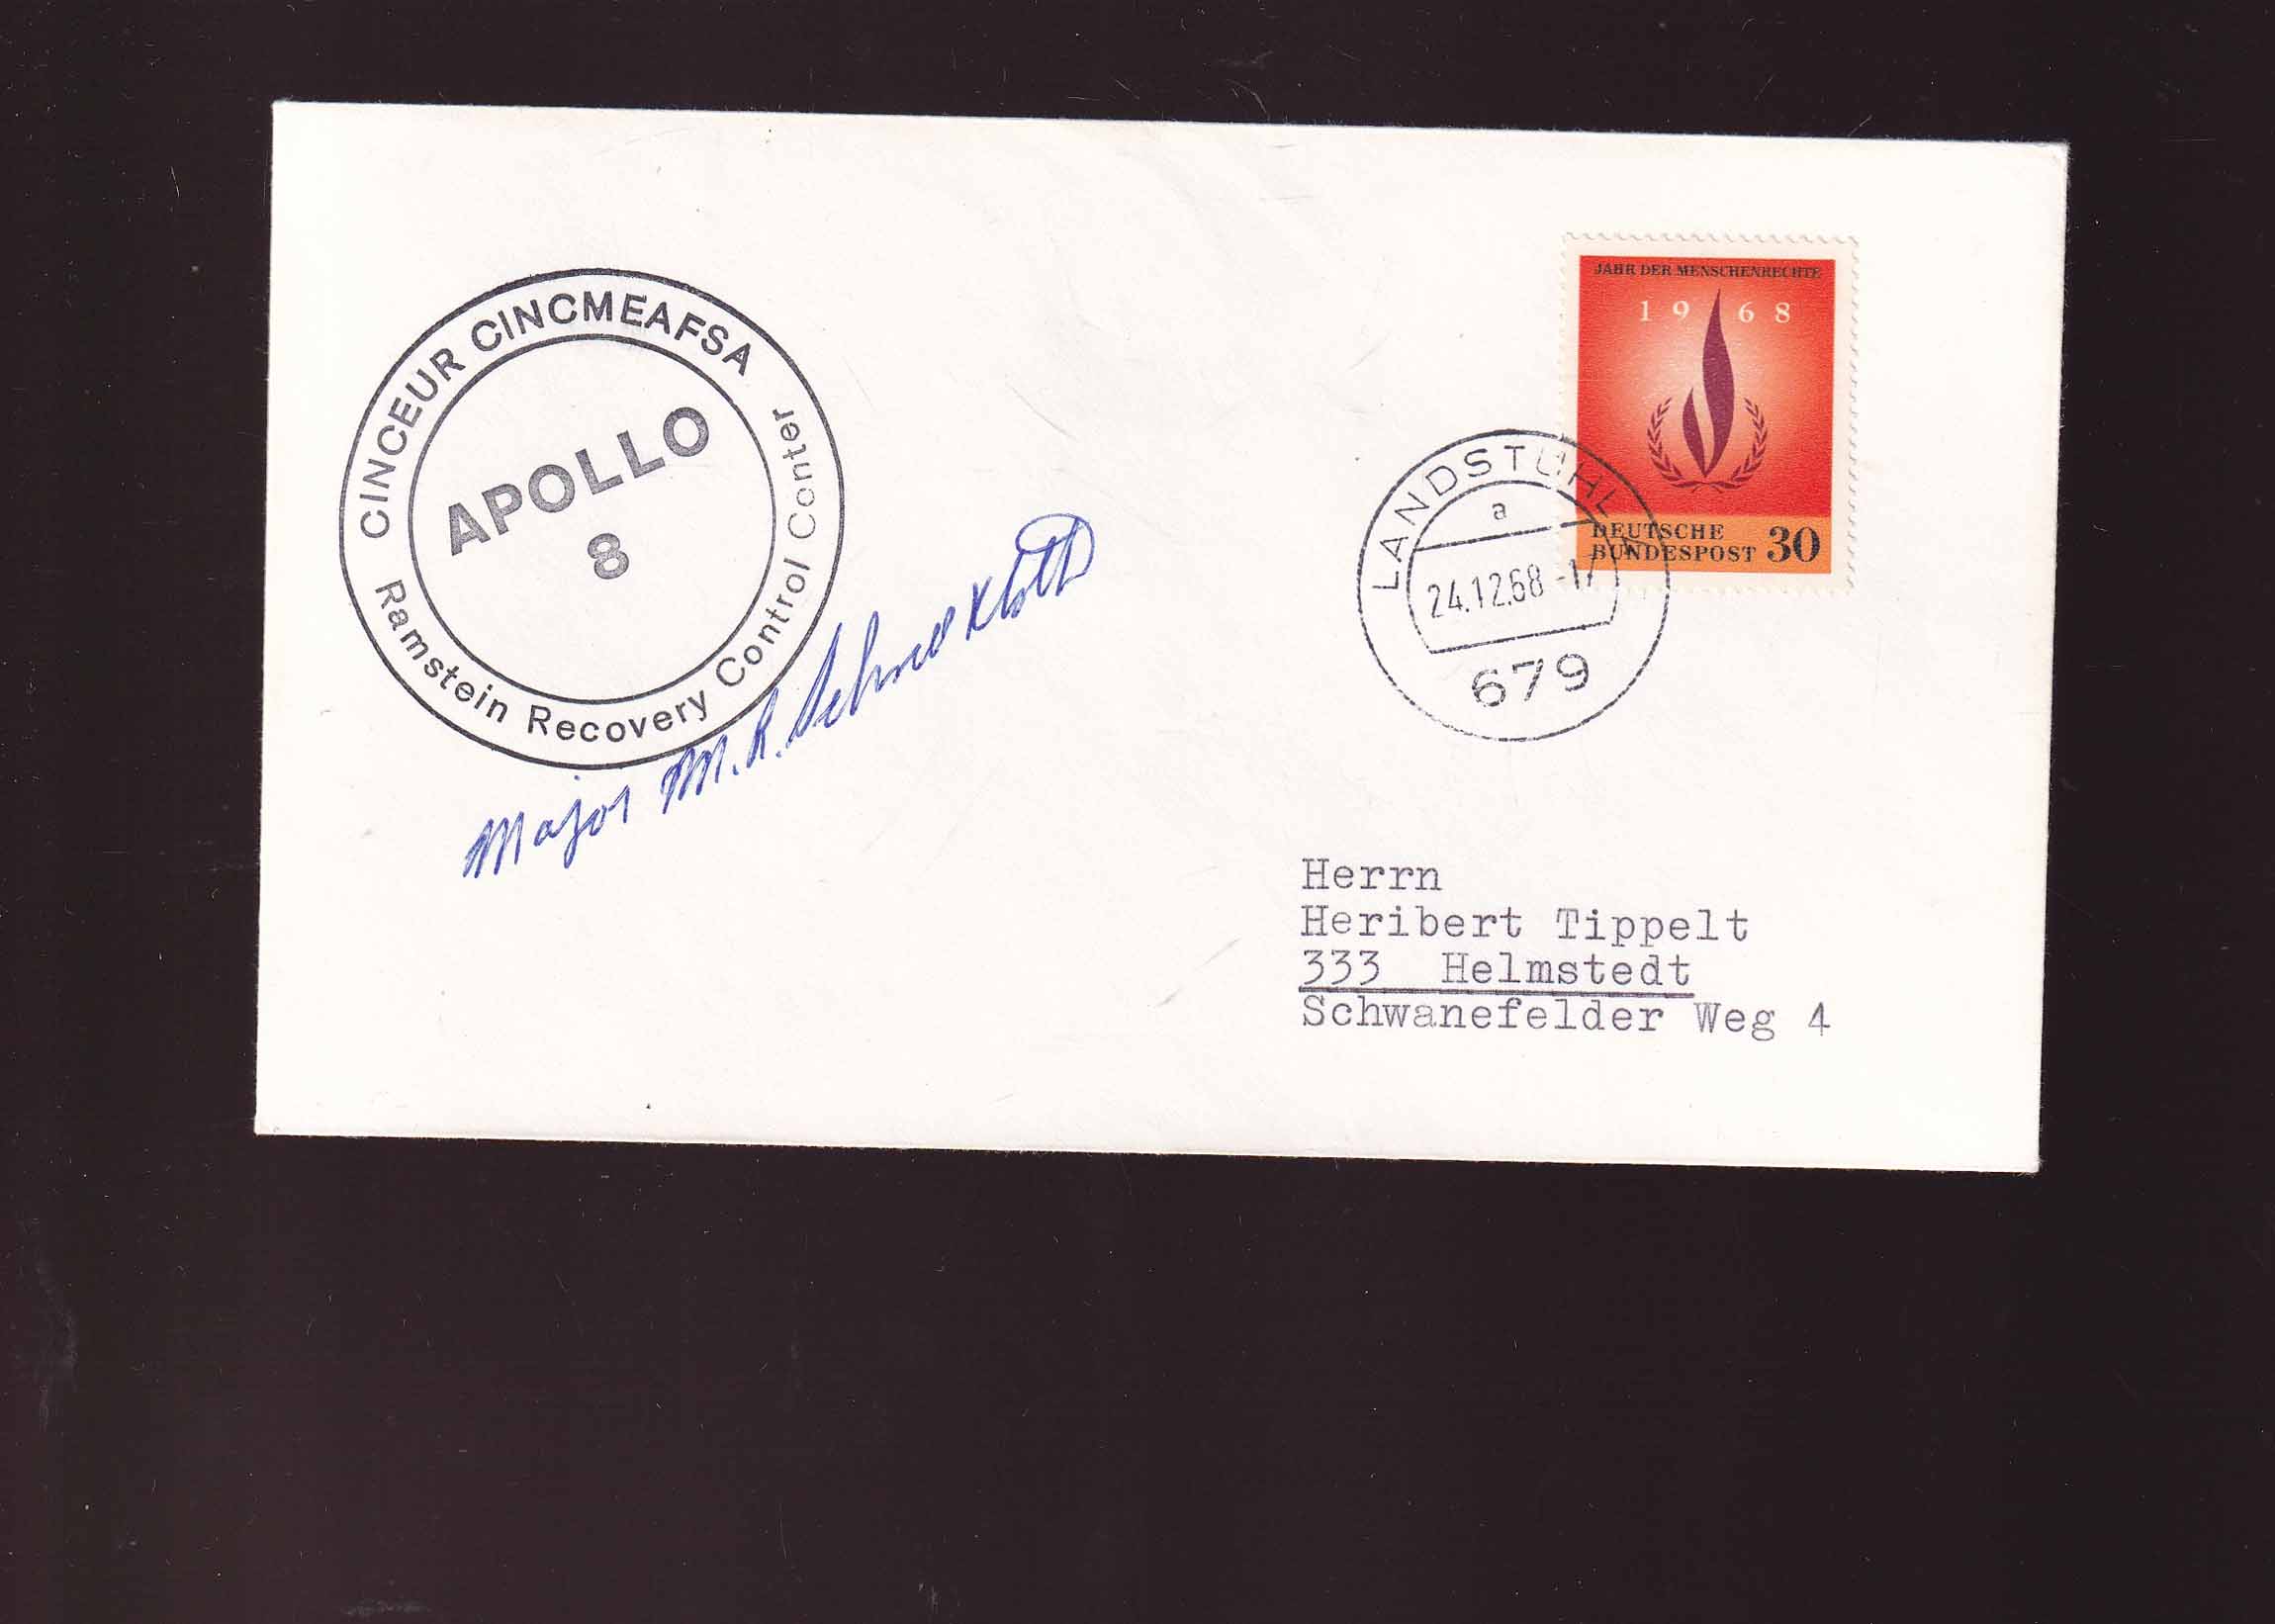 CINCEUR CINCMEAFSA
APOLLO
8
Ramstein Recovery Control Center
Major M.R.
JAHR DER MENSCHENRECHTE
1968
DEUTSCHE
BUNDESPOST 30
LANDSTUHL
a
24.12.68 -17
679
Herrn
Heribert Tippelt
333 Helmstedt
Schwanefelder Weg 4